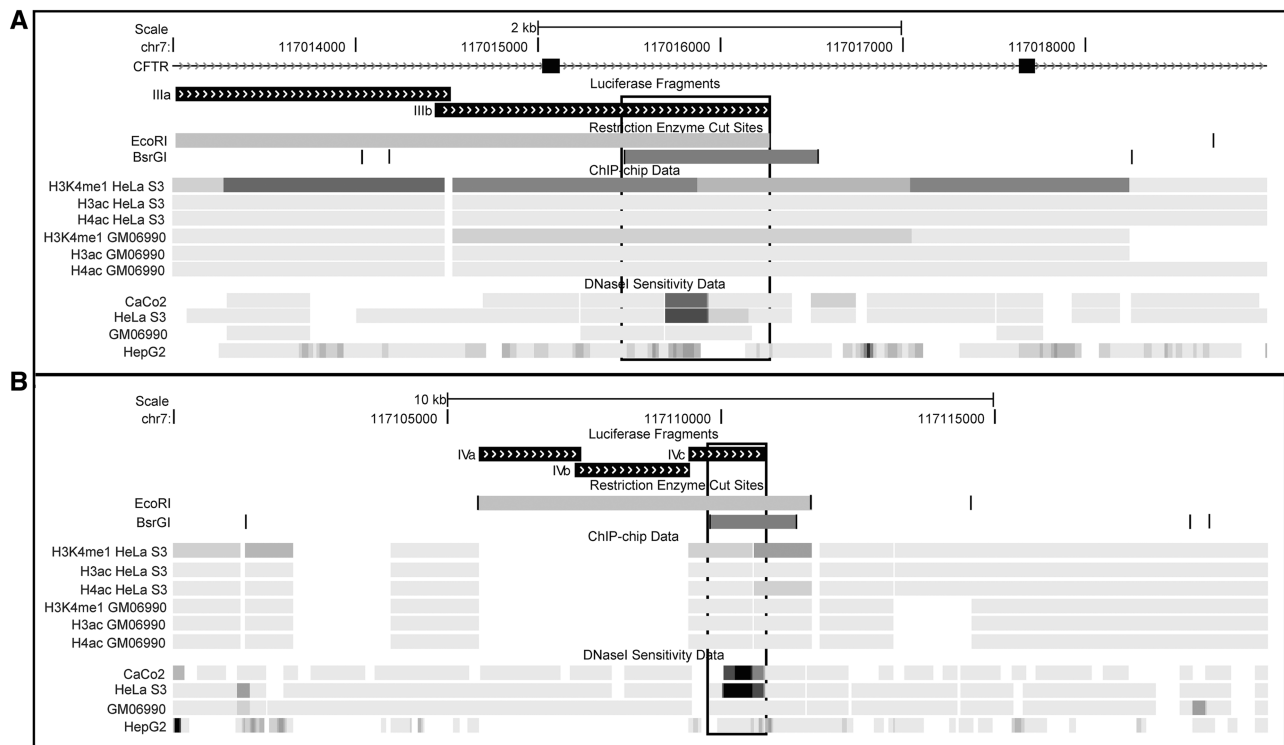 A
Scale
2 kb
chr7:
117014000
117015000
117016000
117017000
117018000
CFTR
Luciferase Fragments
IIIa
IIIb
Restriction Enzyme Cut Sites
EcoRI
BsrGI
ChIP-chip Data
H3K4me1 HeLa S3
H3ac HeLa S3
H4ac HeLa S3
H3K4me1 GM06990
H3ac GM06990
H4ac GM06990
DNaseI Sensitivity Data
CaCo2
HeLa S3
GM06990
HepG2
B
Scale
10 kb
chr7:
117105000
117110000
117115000
Luciferase Fragments
IVa
IVc
IVb
Restriction Enzyme Cut Sites
EcoRI
BsrGI
ChIP-chip Data
H3K4me1 HeLa S3
H3ac HeLa S3
H4ac HeLa S3
H3K4me1 GM06990
H3ac GM06990
H4ac GM06990
DNaseI Sensitivity Data
CaCo2
HeLa S3
GM06990
HepG2